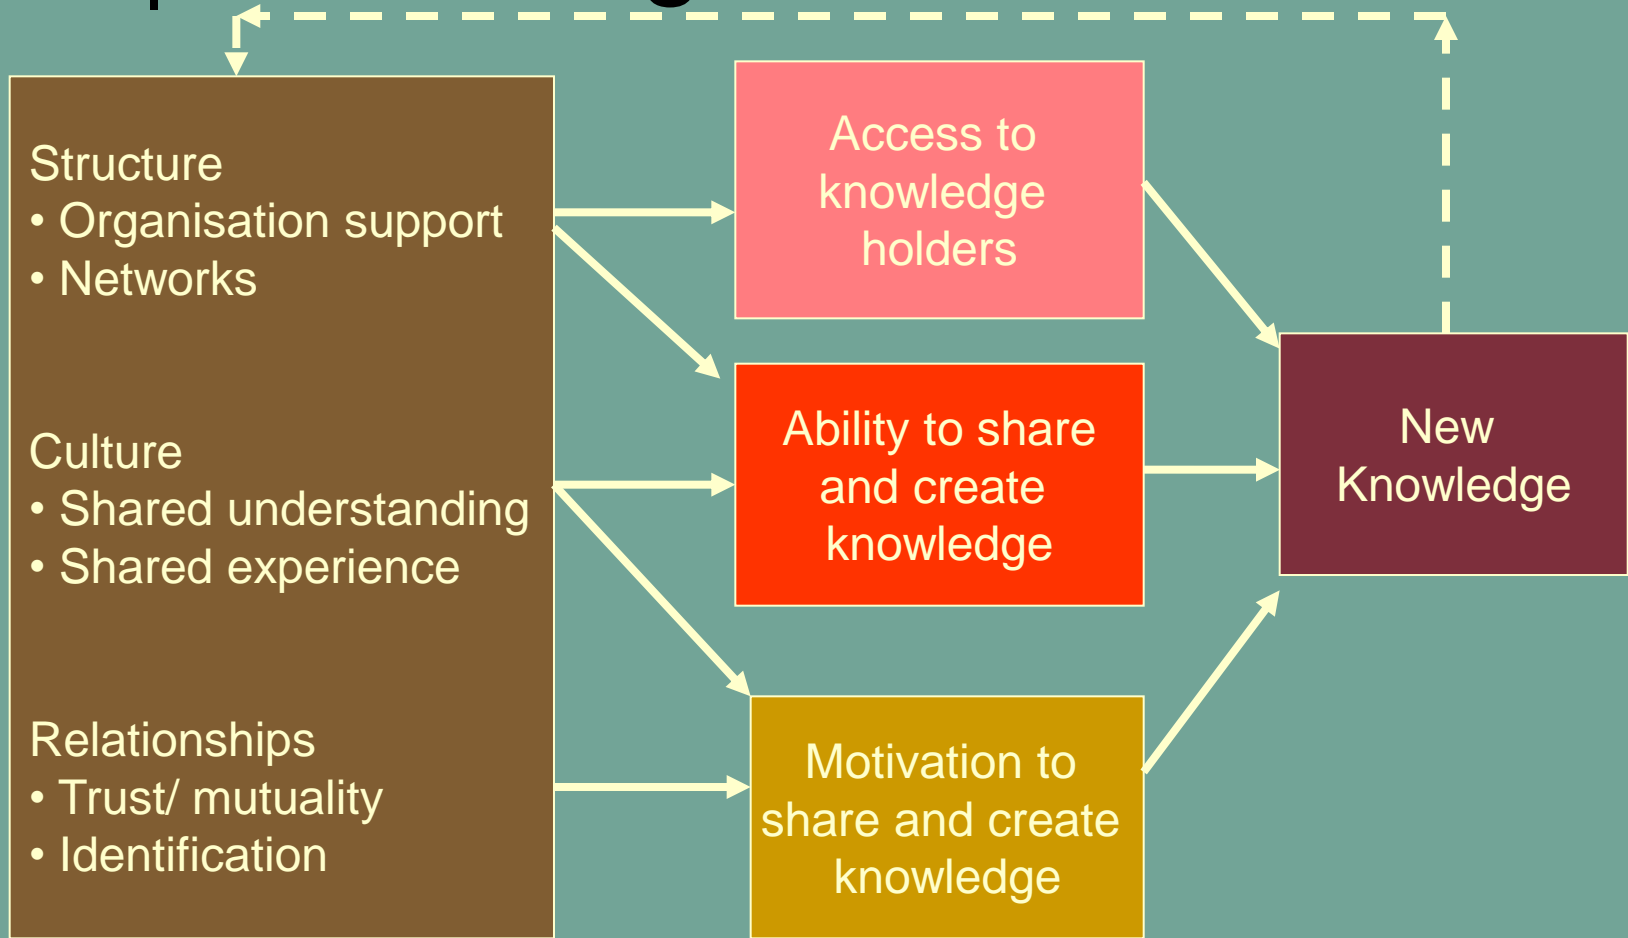 Structure
• Organisation support
• Networks
Culture
• Shared understanding
• Shared experience
Relationships
• Trust/ mutuality
• Identification
Access to
knowledge
holders
Ability to share
and create
knowledge
Motivation to
share and create
knowledge
New
Knowledge